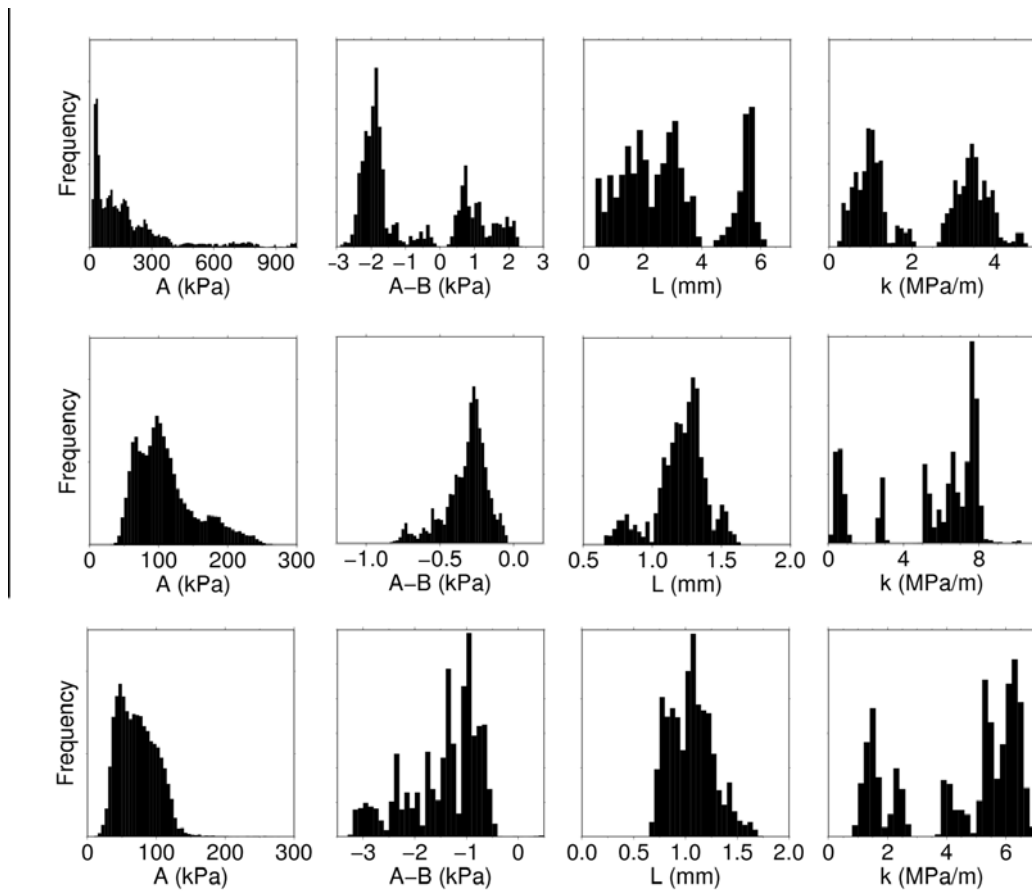 Frequency
0 300 600 900
A (kPa)
−3 −2 −1 0 1 2 3
A−B (kPa)
0 2 4 6
L (mm)
0 2 4
k (MPa/m)
Frequency
0 100 200 300
A (kPa)
−1.0 −0.5 0.0
A−B (kPa)
0.5 1.0 1.5 2.0
L (mm)
0 4 8
k (MPa/m)
Frequency
0 100 200 300
A (kPa)
−3 −2 −1 0
A−B (kPa)
0.0 0.5 1.0 1.5 2.0
L (mm)
0 2 4 6
k (MPa/m)